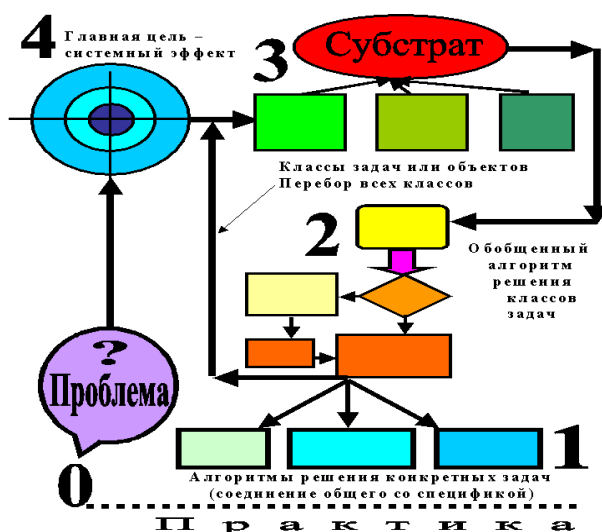 4
Главная цель –
системный эффект
3
Субстрат
Классы задач или объектов
Перебор всех классов
2
Обобщенный
алгоритм
решения
классов
задач
?
Проблема
1
Алгоритмы решения конкретных задач
(соединение общего со спецификой)
0
Практика